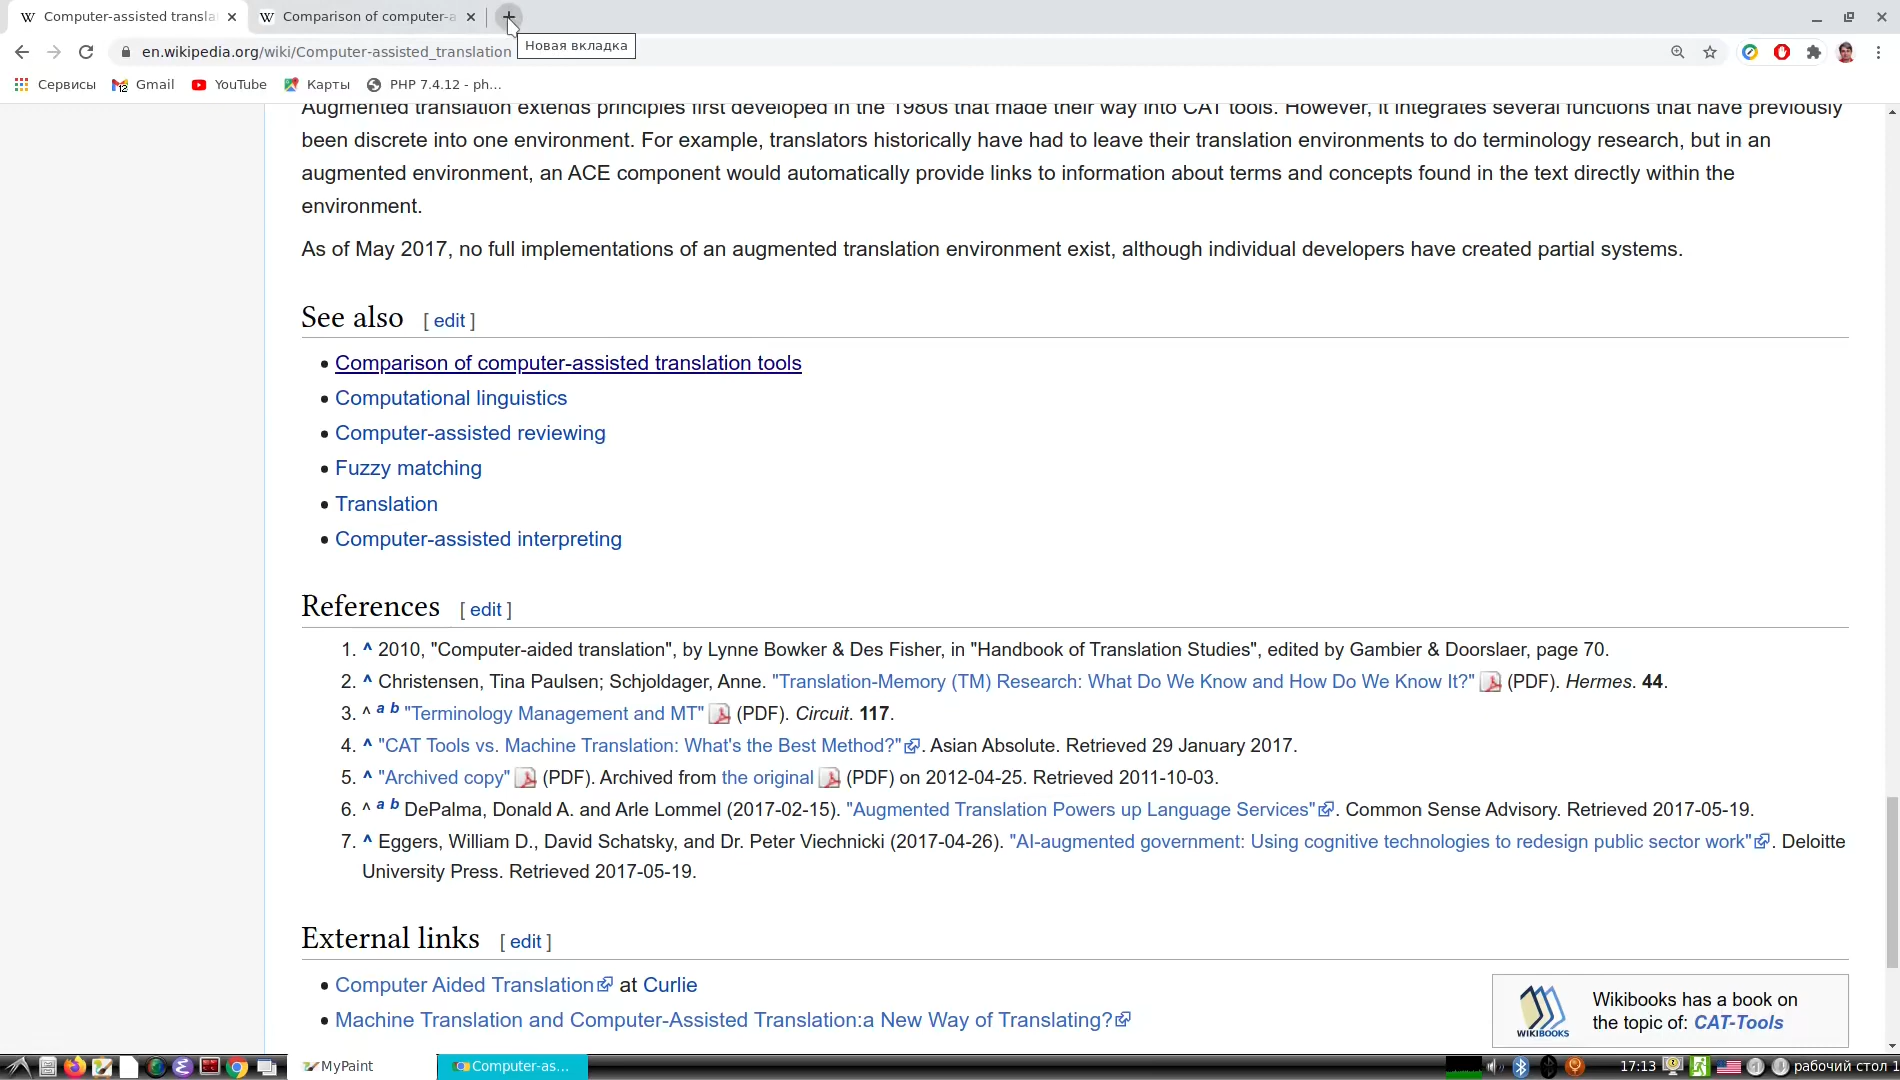 Computer-assisted transla
Comparison of computer-a
Новая вкладка
en.wikipedia.org/wiki/Computer-assisted_translation
Сервисы
Gmail
YouTube
Карты
PHP 7.4.12 - ph...
Augmented translation extends principles first developed in the 1980s that made their way into CAT tools. However, it integrates several functions that have previously
been discrete into one environment. For example, translators historically have had to leave their translation environments to do terminology research, but in an
augmented environment, an ACE component would automatically provide links to information about terms and concepts found in the text directly within the
environment.
As of May 2017, no full implementations of an augmented translation environment exist, although individual developers have created partial systems.
See also [ edit ]
• Comparison of computer-assisted translation tools
• Computational linguistics
• Computer-assisted reviewing
• Fuzzy matching
• Translation
• Computer-assisted interpreting
References [ edit ]
1. ^ 2010, "Computer-aided translation", by Lynne Bowker & Des Fisher, in "Handbook of Translation Studies", edited by Gambier & Doorslaer, page 70.
2. ^ Christensen, Tina Paulsen; Schjoldager, Anne. "Translation-Memory (TM) Research: What Do We Know and How Do We Know It?" (PDF). Hermes. 44.
3. ^ a b "Terminology Management and MT" (PDF). Circuit. 117.
4. ^ "CAT Tools vs. Machine Translation: What's the Best Method?". Asian Absolute. Retrieved 29 January 2017.
5. ^ "Archived copy" (PDF). Archived from the original (PDF) on 2012-04-25. Retrieved 2011-10-03.
6. ^ a b DePalma, Donald A. and Arle Lommel (2017-02-15). "Augmented Translation Powers up Language Services". Common Sense Advisory. Retrieved 2017-05-19.
7. ^ Eggers, William D., David Schatsky, and Dr. Peter Viechnicki (2017-04-26). "AI-augmented government: Using cognitive technologies to redesign public sector work". Deloitte
University Press. Retrieved 2017-05-19.
External links [ edit ]
• Computer Aided Translation at Curlie
• Machine Translation and Computer-Assisted Translation:a New Way of Translating?
WIKIBOOKS
Wikibooks has a book on
the topic of: CAT-Tools
MyPaint
Computer-as...
17:13
рабочий стол 1